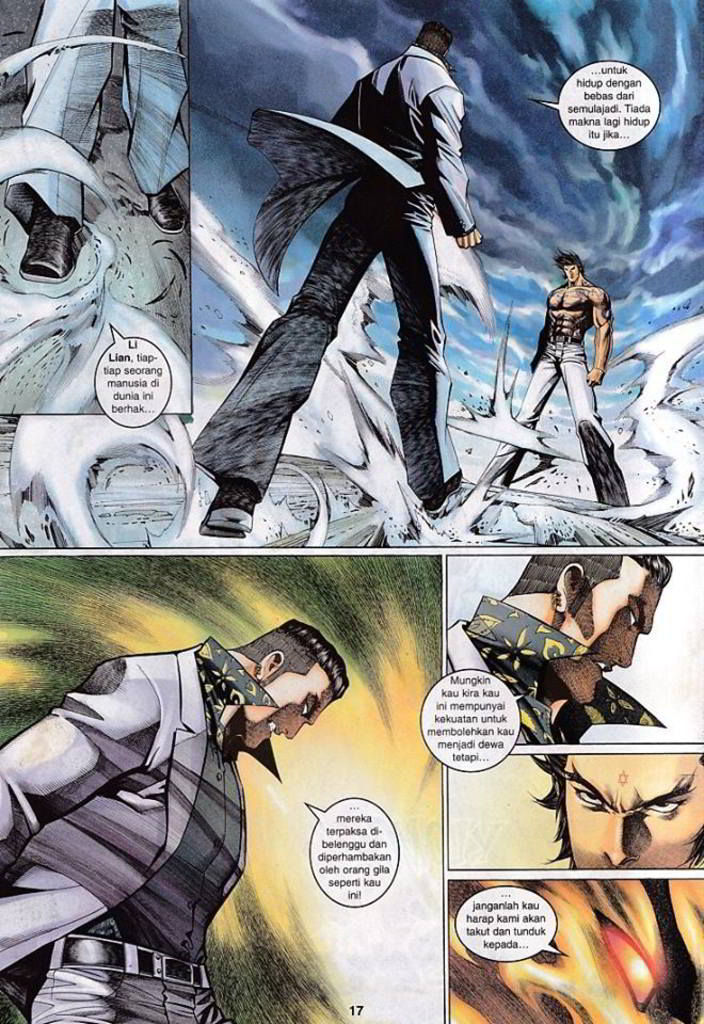 Li
Lian, tiap-
tiap seorang
manusia di
dunia ini
berhak...
...untuk
hidup dengan
bebas dari
semulajadi. Tiada
makna lagi hidup
itu jika...
...
mereka
terpaksa di-
belenggu dan
diperhambakan
oleh orang gila
seperti kau
ini!
Mungkin
kau kira kau
ini mempunyai
kekuatan untuk
membolehkan kau
menjadi dewa
tetapi...
...
janganlah kau
harap kami akan
takut dan tunduk
kepada...
17